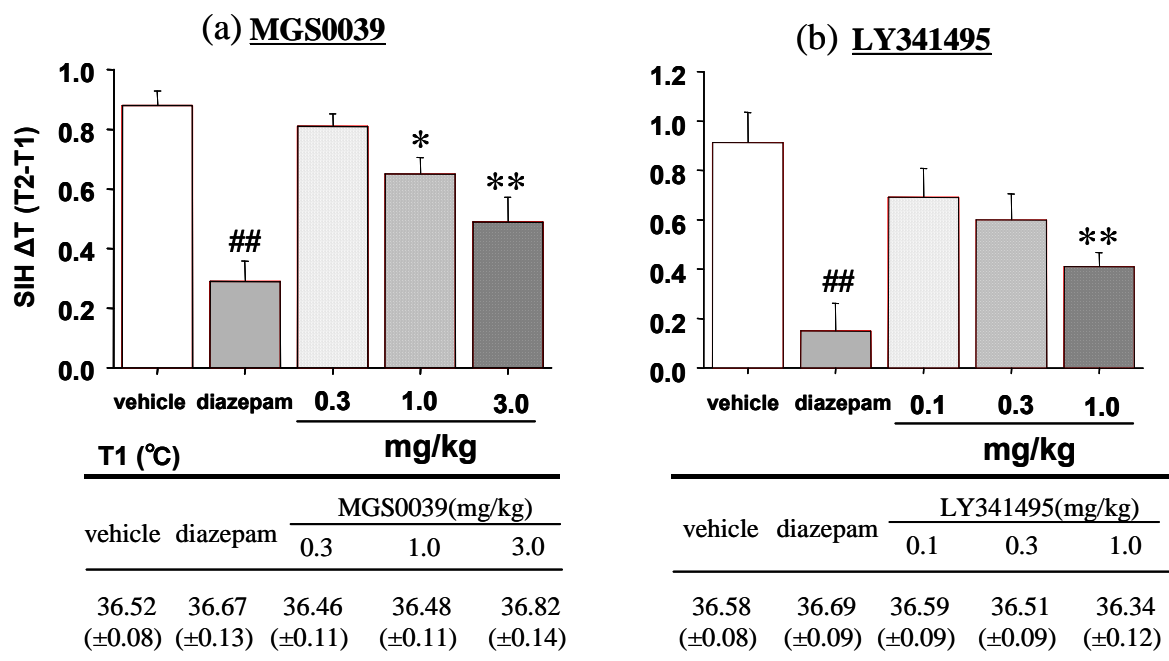 (a) MGS0039
SIH ΔT (T2-T1)
1.0
0.8
0.6
0.4
0.2
0.0
##
*
**
vehicle diazepam 0.3 1.0 3.0
mg/kg
T1 (℃)
MGS0039(mg/kg)
vehicle diazepam
0.3 1.0 3.0
36.52 36.67 36.46 36.48 36.82
(±0.08) (±0.13) (±0.11) (±0.11) (±0.14)
(b) LY341495
1.2
1.0
0.8
0.6
0.4
0.2
0.0
##
**
vehicle diazepam 0.1 0.3 1.0
mg/kg
LY341495(mg/kg)
vehicle diazepam
0.1 0.3 1.0
36.58 36.69 36.59 36.51 36.34
(±0.08) (±0.09) (±0.09) (±0.09) (±0.12)